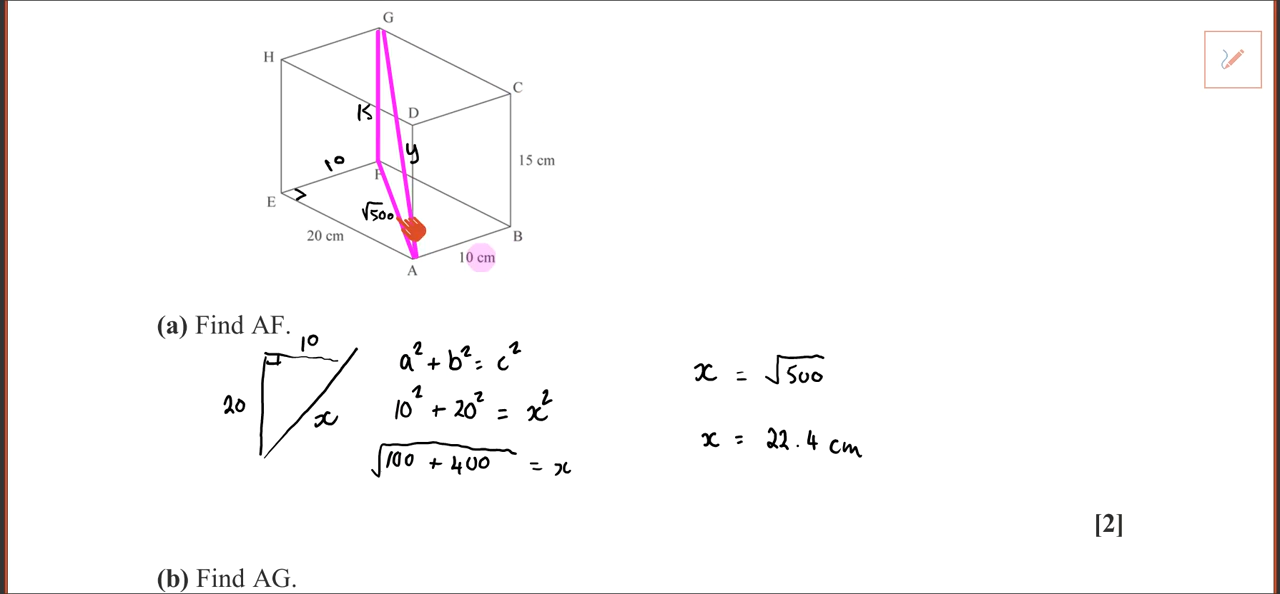 G
H
C
15
D
y
10
F
15 cm
E
√500
20 cm
B
10 cm
A
(a) Find AF.
10
20
x
a² + b² = c²
10² + 20² = x²
√100 + 400 = x
x = √500
x = 22.4 cm
[2]
(b) Find AG.